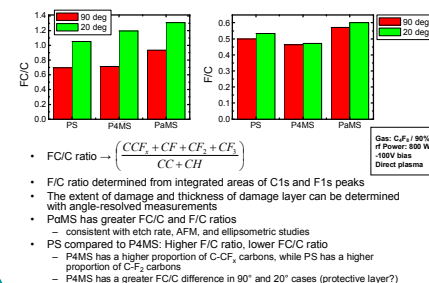 90 deg
20 deg
1.4
1.2
1.0
0.8
0.6
0.4
0.2
0.0
FC/C
PS P4MS PaMS
90 deg
20 deg
0.6
0.5
0.4
0.3
0.2
0.1
0.0
F/C
PS P4MS PaMS
Gas: C₄F₈ / 90%
rf Power: 800 W
-100V bias
Direct plasma
• FC/C ratio → (CCFₓ + CF + CF₂ + CF₃ / CC + CH)
• F/C ratio determined from integrated areas of C1s and F1s peaks
• The extent of damage and thickness of damage layer can be determined
with angle-resolved measurements
• PαMS has greater FC/C and F/C ratios
– consistent with etch rate, AFM, and ellipsometric studies
• PS compared to P4MS: Higher F/C ratio, lower FC/C ratio
– P4MS has a higher proportion of C-CFₓ carbons, while PS has a higher
proportion of C-F₂ carbons
– P4MS has a greater FC/C difference in 90° and 20° cases (protective layer?)